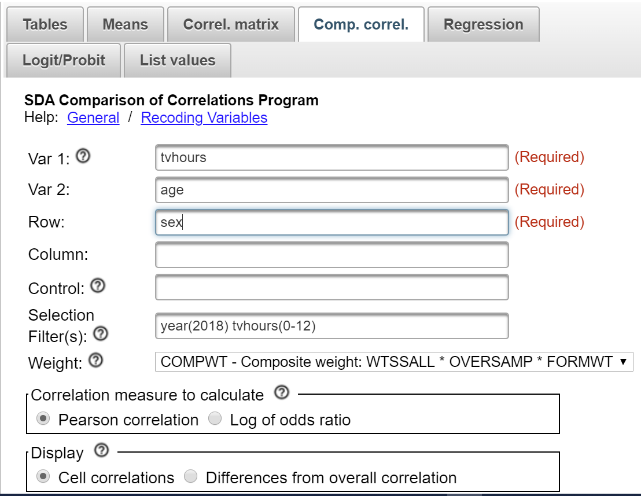 Tables Means Correl. matrix Comp. correl. Regression
Logit/Probit List values
SDA Comparison of Correlations Program
Help: General / Recoding Variables
Var 1: ? tvhours (Required)
Var 2: age (Required)
Row: sex (Required)
Column:
Control: ?
Selection
Filter(s): ? year(2018) tvhours(0-12)
Weight: ? COMPWT - Composite weight: WTSSALL * OVERSAMP * FORMWT
Correlation measure to calculate ?
Pearson correlation Log of odds ratio
Display ?
Cell correlations Differences from overall correlation